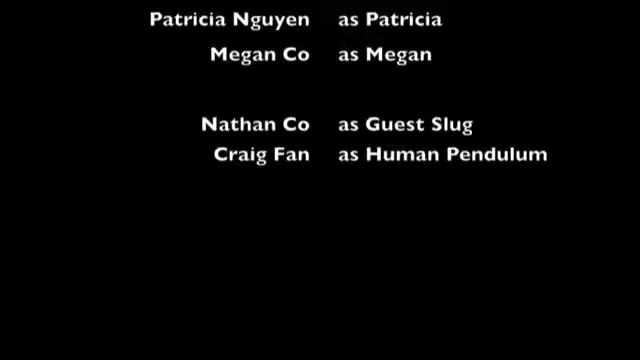 Patricia Nguyen as Patricia
Megan Co as Megan
Nathan Co as Guest Slug
Craig Fan as Human Pendulum